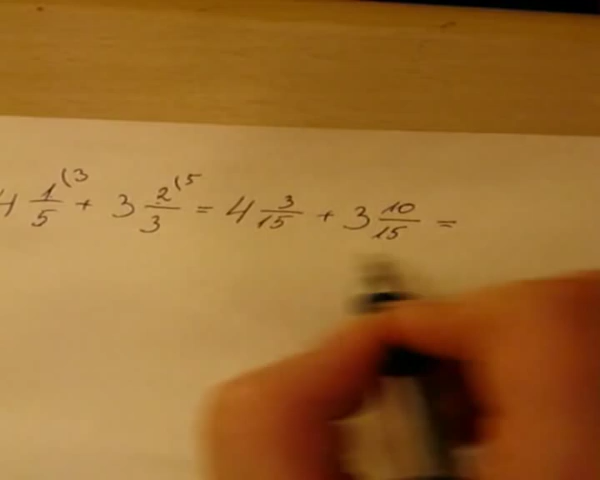 4 1/5 (3 + 3 2/3 (5 = 4 3/15 + 3 10/15 =